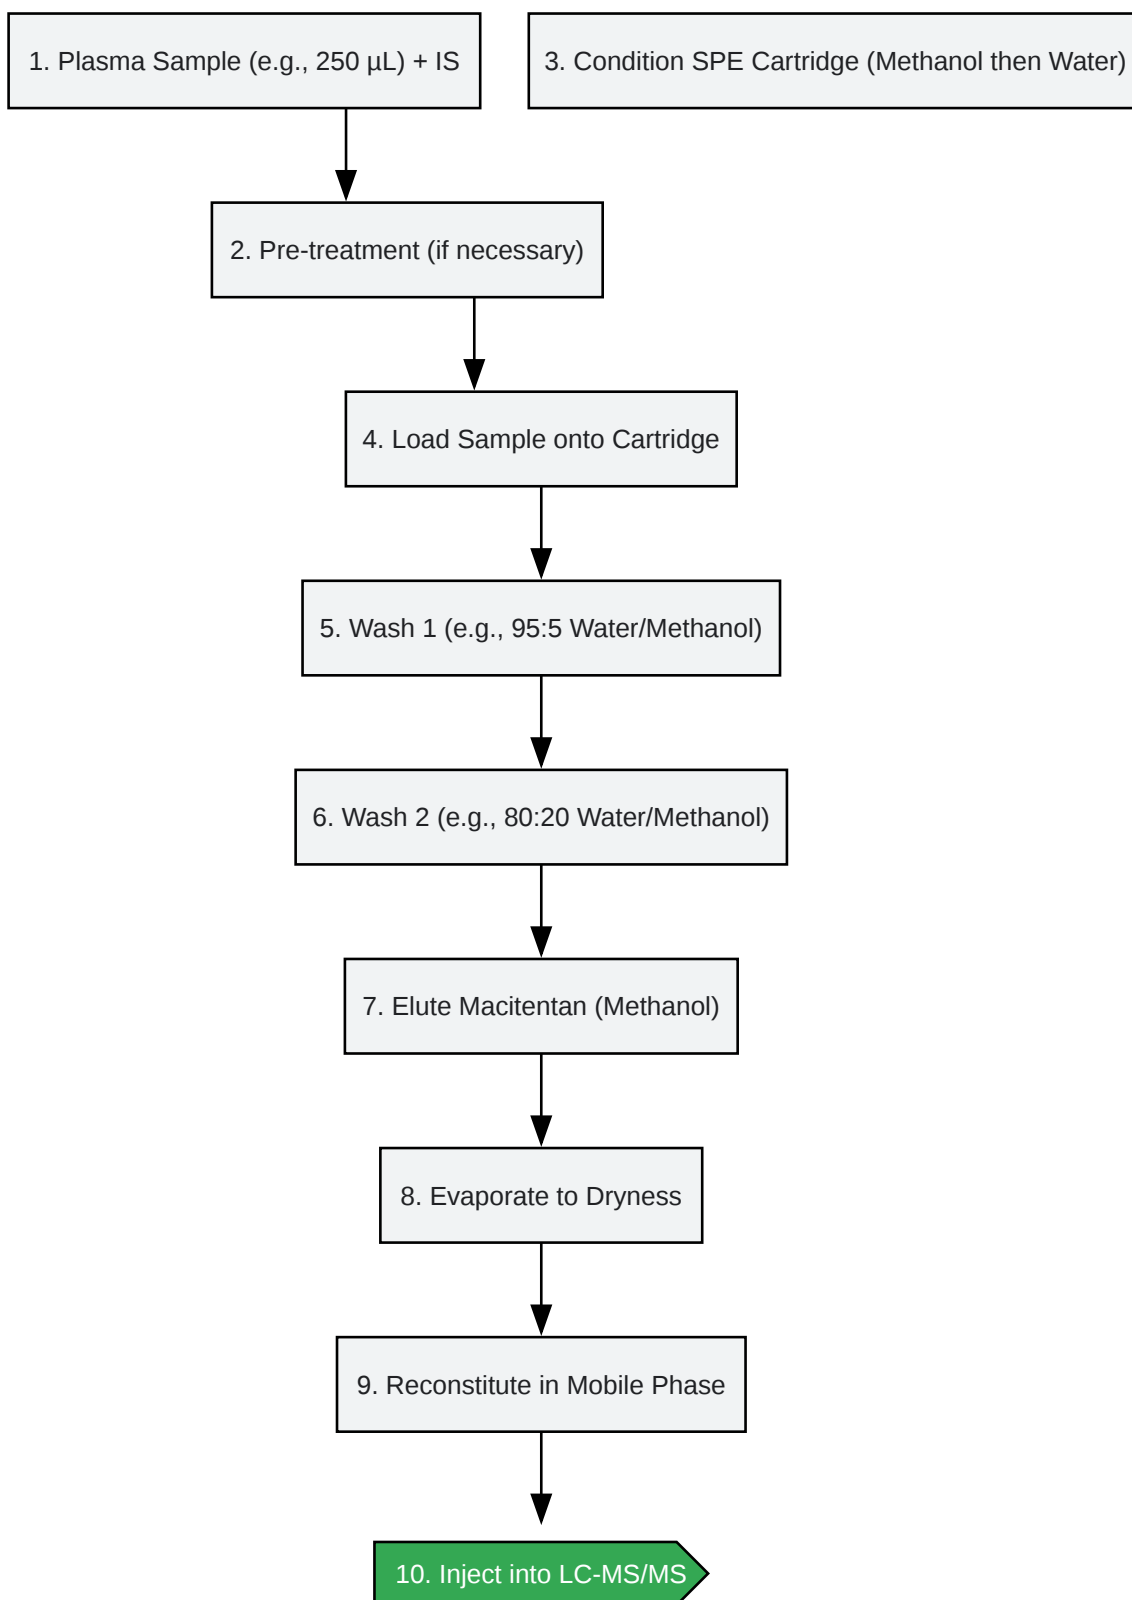 1. Plasma Sample (e.g., 250 µL) + IS
3. Condition SPE Cartridge (Methanol then Water)
2. Pre-treatment (if necessary)
4. Load Sample onto Cartridge
5. Wash 1 (e.g., 95:5 Water/Methanol)
6. Wash 2 (e.g., 80:20 Water/Methanol)
7. Elute Macitentan (Methanol)
8. Evaporate to Dryness
9. Reconstitute in Mobile Phase
10. Inject into LC-MS/MS